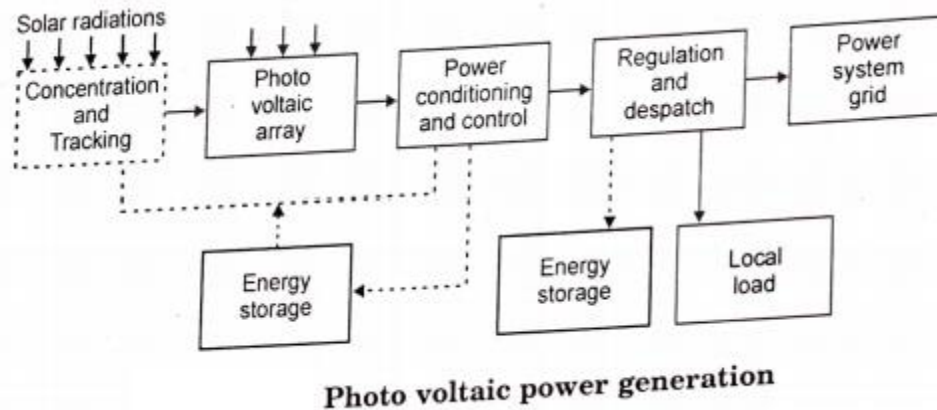 Solar radiations
Concentration
and
Tracking
Photo
voltaic
array
Power
conditioning
and control
Regulation
and
despatch
Power
system
grid
Energy
storage
Energy
storage
Local
load
Photo voltaic power generation